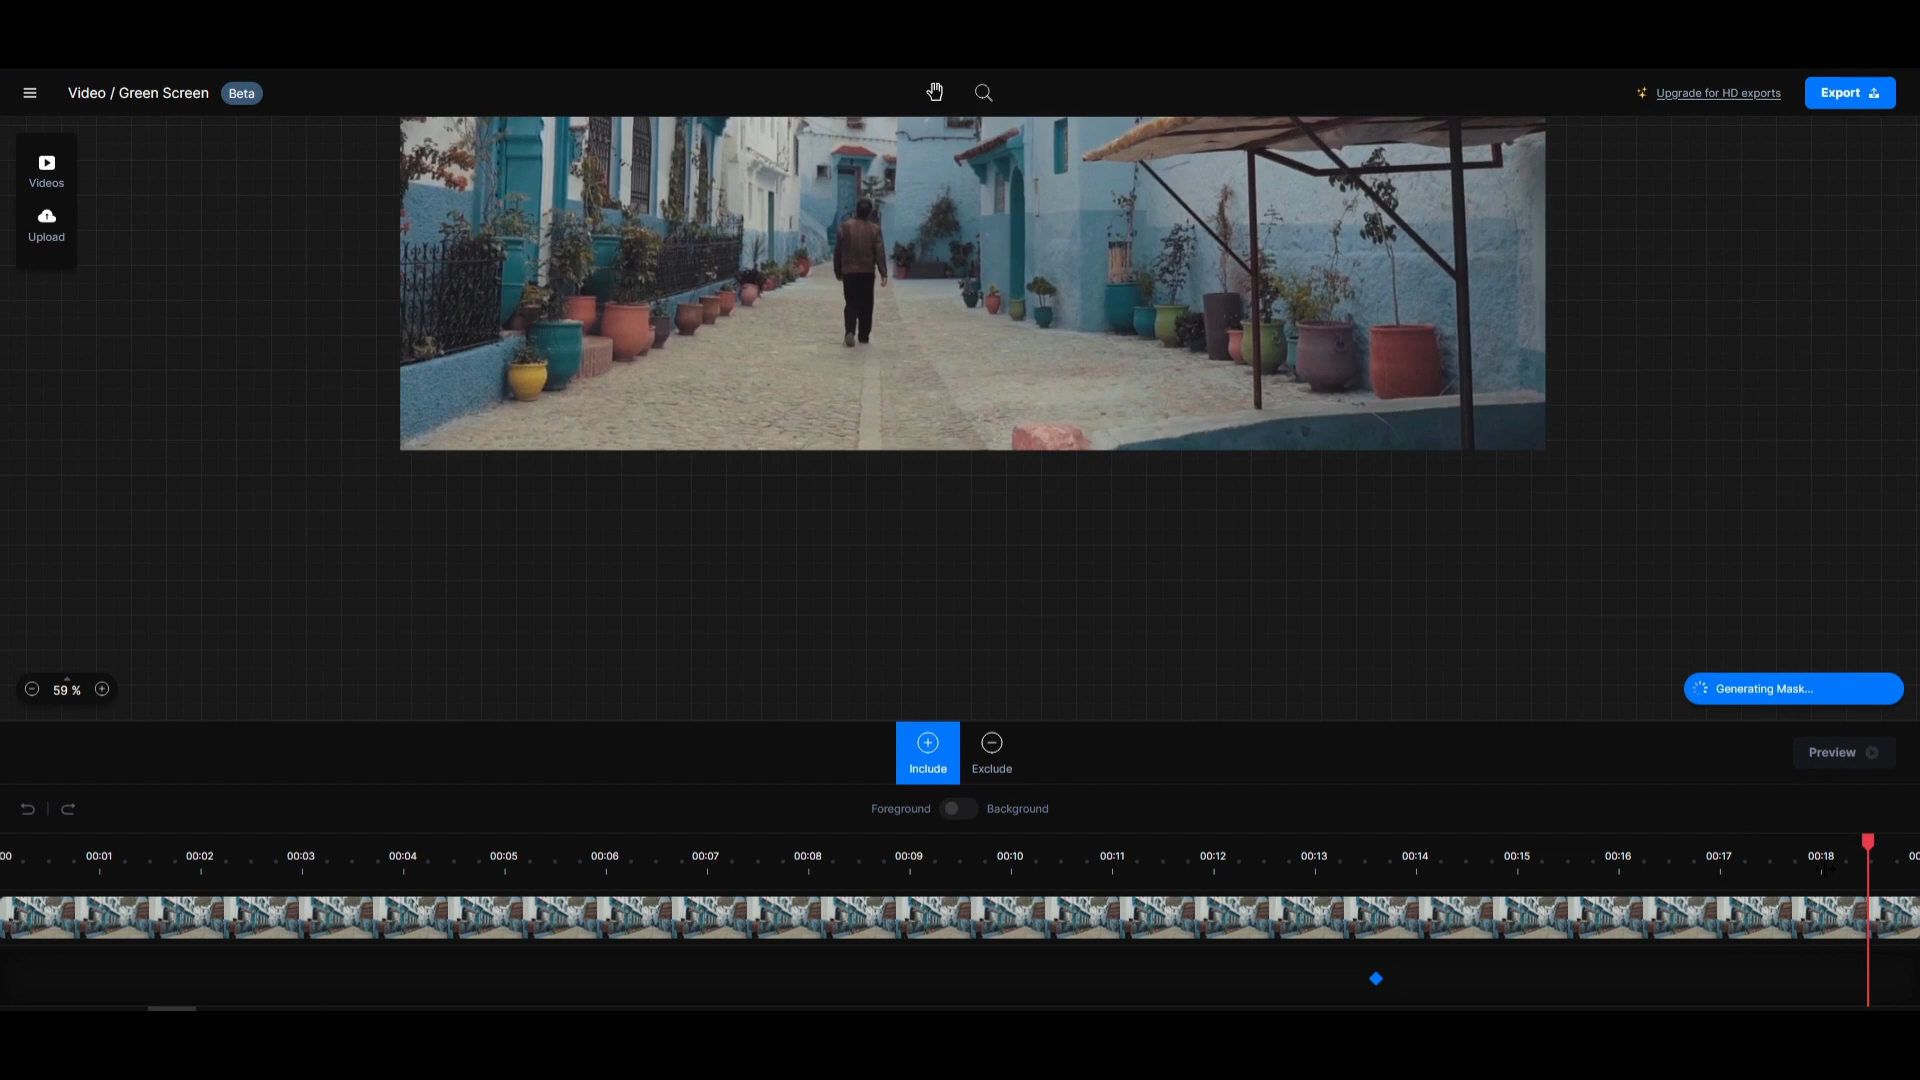 Video / Green Screen Beta
Upgrade for HD exports
Export
Videos
Upload
59 %
Generating Mask...
Include
Exclude
Preview
Foreground
Background
00 00:01 00:02 00:03 00:04 00:05 00:06 00:07 00:08 00:09 00:10 00:11 00:12 00:13 00:14 00:15 00:16 00:17 00:18 00